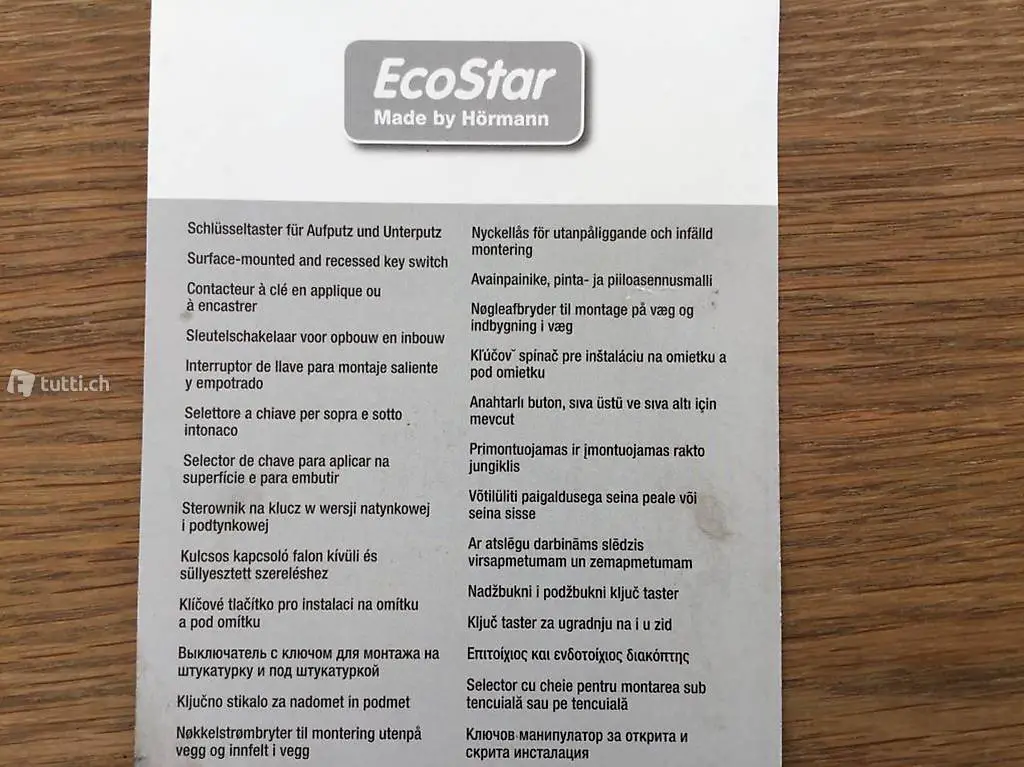 EcoStar
Made by Hörmann
Schlüsseltaster für Aufputz und Unterputz
Surface-mounted and recessed key switch
Contacteur à clé en applique ou
à encastrer
Sleutelschakelaar voor opbouw en inbouw
Interruptor de llave para montaje saliente
y empotrado
Selettore a chiave per sopra e sotto
intonaco
Selector de chave para aplicar na
superfície e para embutir
Sterownik na klucz w wersji natynkowej
i podtynkowej
Kulcsos kapcsoló falon kívüli és
süllyesztett szereléshez
Klíčové tlačítko pro instalaci na omítku
a pod omítku
Выключатель с ключом для монтажа на
штукатурку и под штукатуркой
Ključno stikalo za nadomet in podmet
Nøkkelstrømbryter til montering utenpå
vegg og innfelt i vegg
Nyckellås för utanpåliggande och infälld
montering
Avainpainike, pinta- ja piiloasennusmalli
Nøgleafbryder til montage på væg og
indbygning i væg
Kľúčovˇ spínač pre inštaláciu na omietku a
pod omietku
Anahtarlı buton, sıva üstü ve sıva altı için
mevcut
Primontuojamas ir įmontuojamas rakto
jungiklis
Võtilüliti paigaldusega seina peale või
seina sisse
Ar atslēgu darbināms slēdzis
virsapmetumam un zemapmetumam
Nadžbukni i podžbukni ključ taster
Ključ taster za ugradnju na i u zid
Επιτοίχιος και ενδοτοίχιος διακόπτης
Selector cu cheie pentru montarea sub
tencuială sau pe tencuială
Ключов манипулатор за открита и
скрита инсталация
tutti.ch